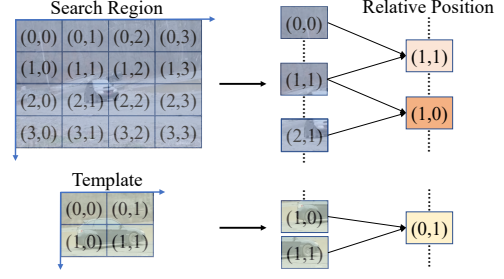 Search Region
(0,0) (0,1) (0,2) (0,3)
(1,0) (1,1) (1,2) (1,3)
(2,0) (2,1) (2,2) (2,3)
(3,0) (3,1) (3,2) (3,3)
Relative Position
(0,0)
(1,1)
(2,1)
(1,1)
(1,0)
Template
(0,0) (0,1)
(1,0) (1,1)
(1,0)
(1,1)
(0,1)